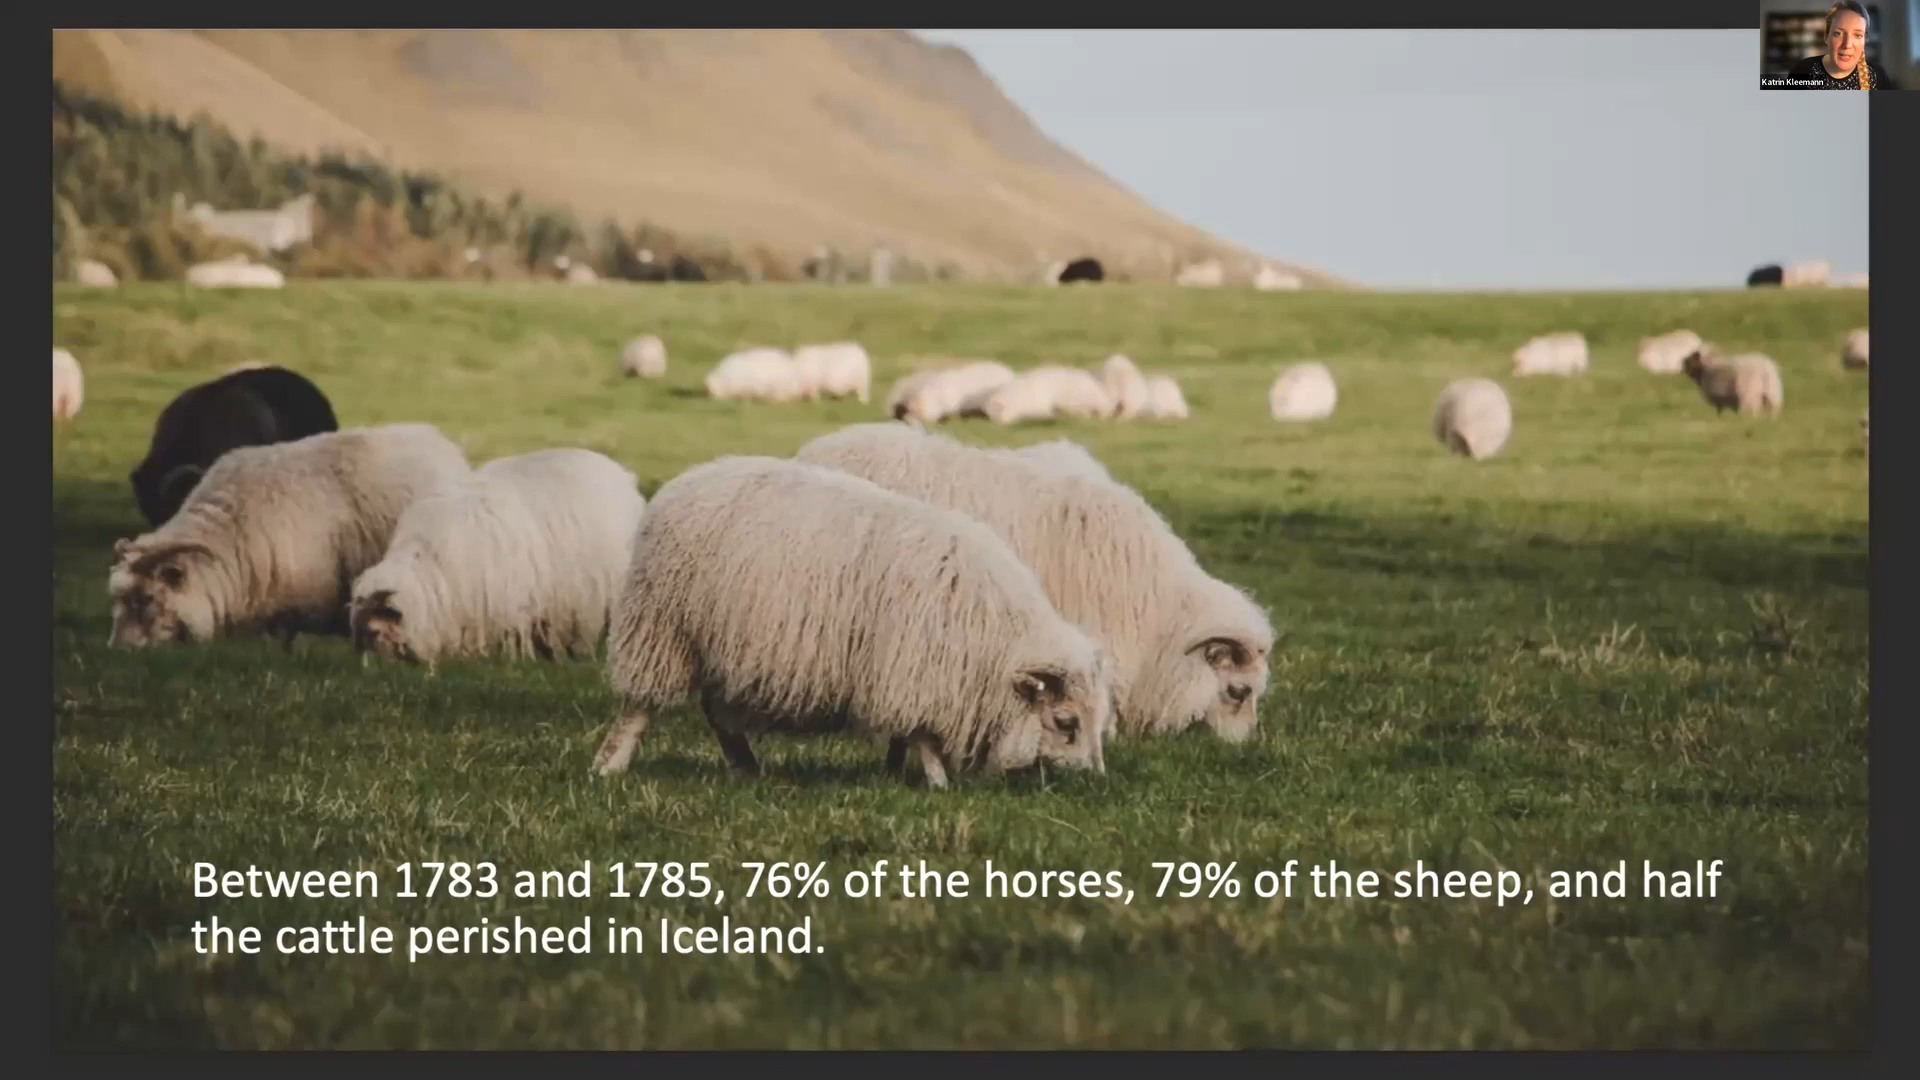 Katrin Kleemann
Between 1783 and 1785, 76% of the horses, 79% of the sheep, and half
the cattle perished in Iceland.